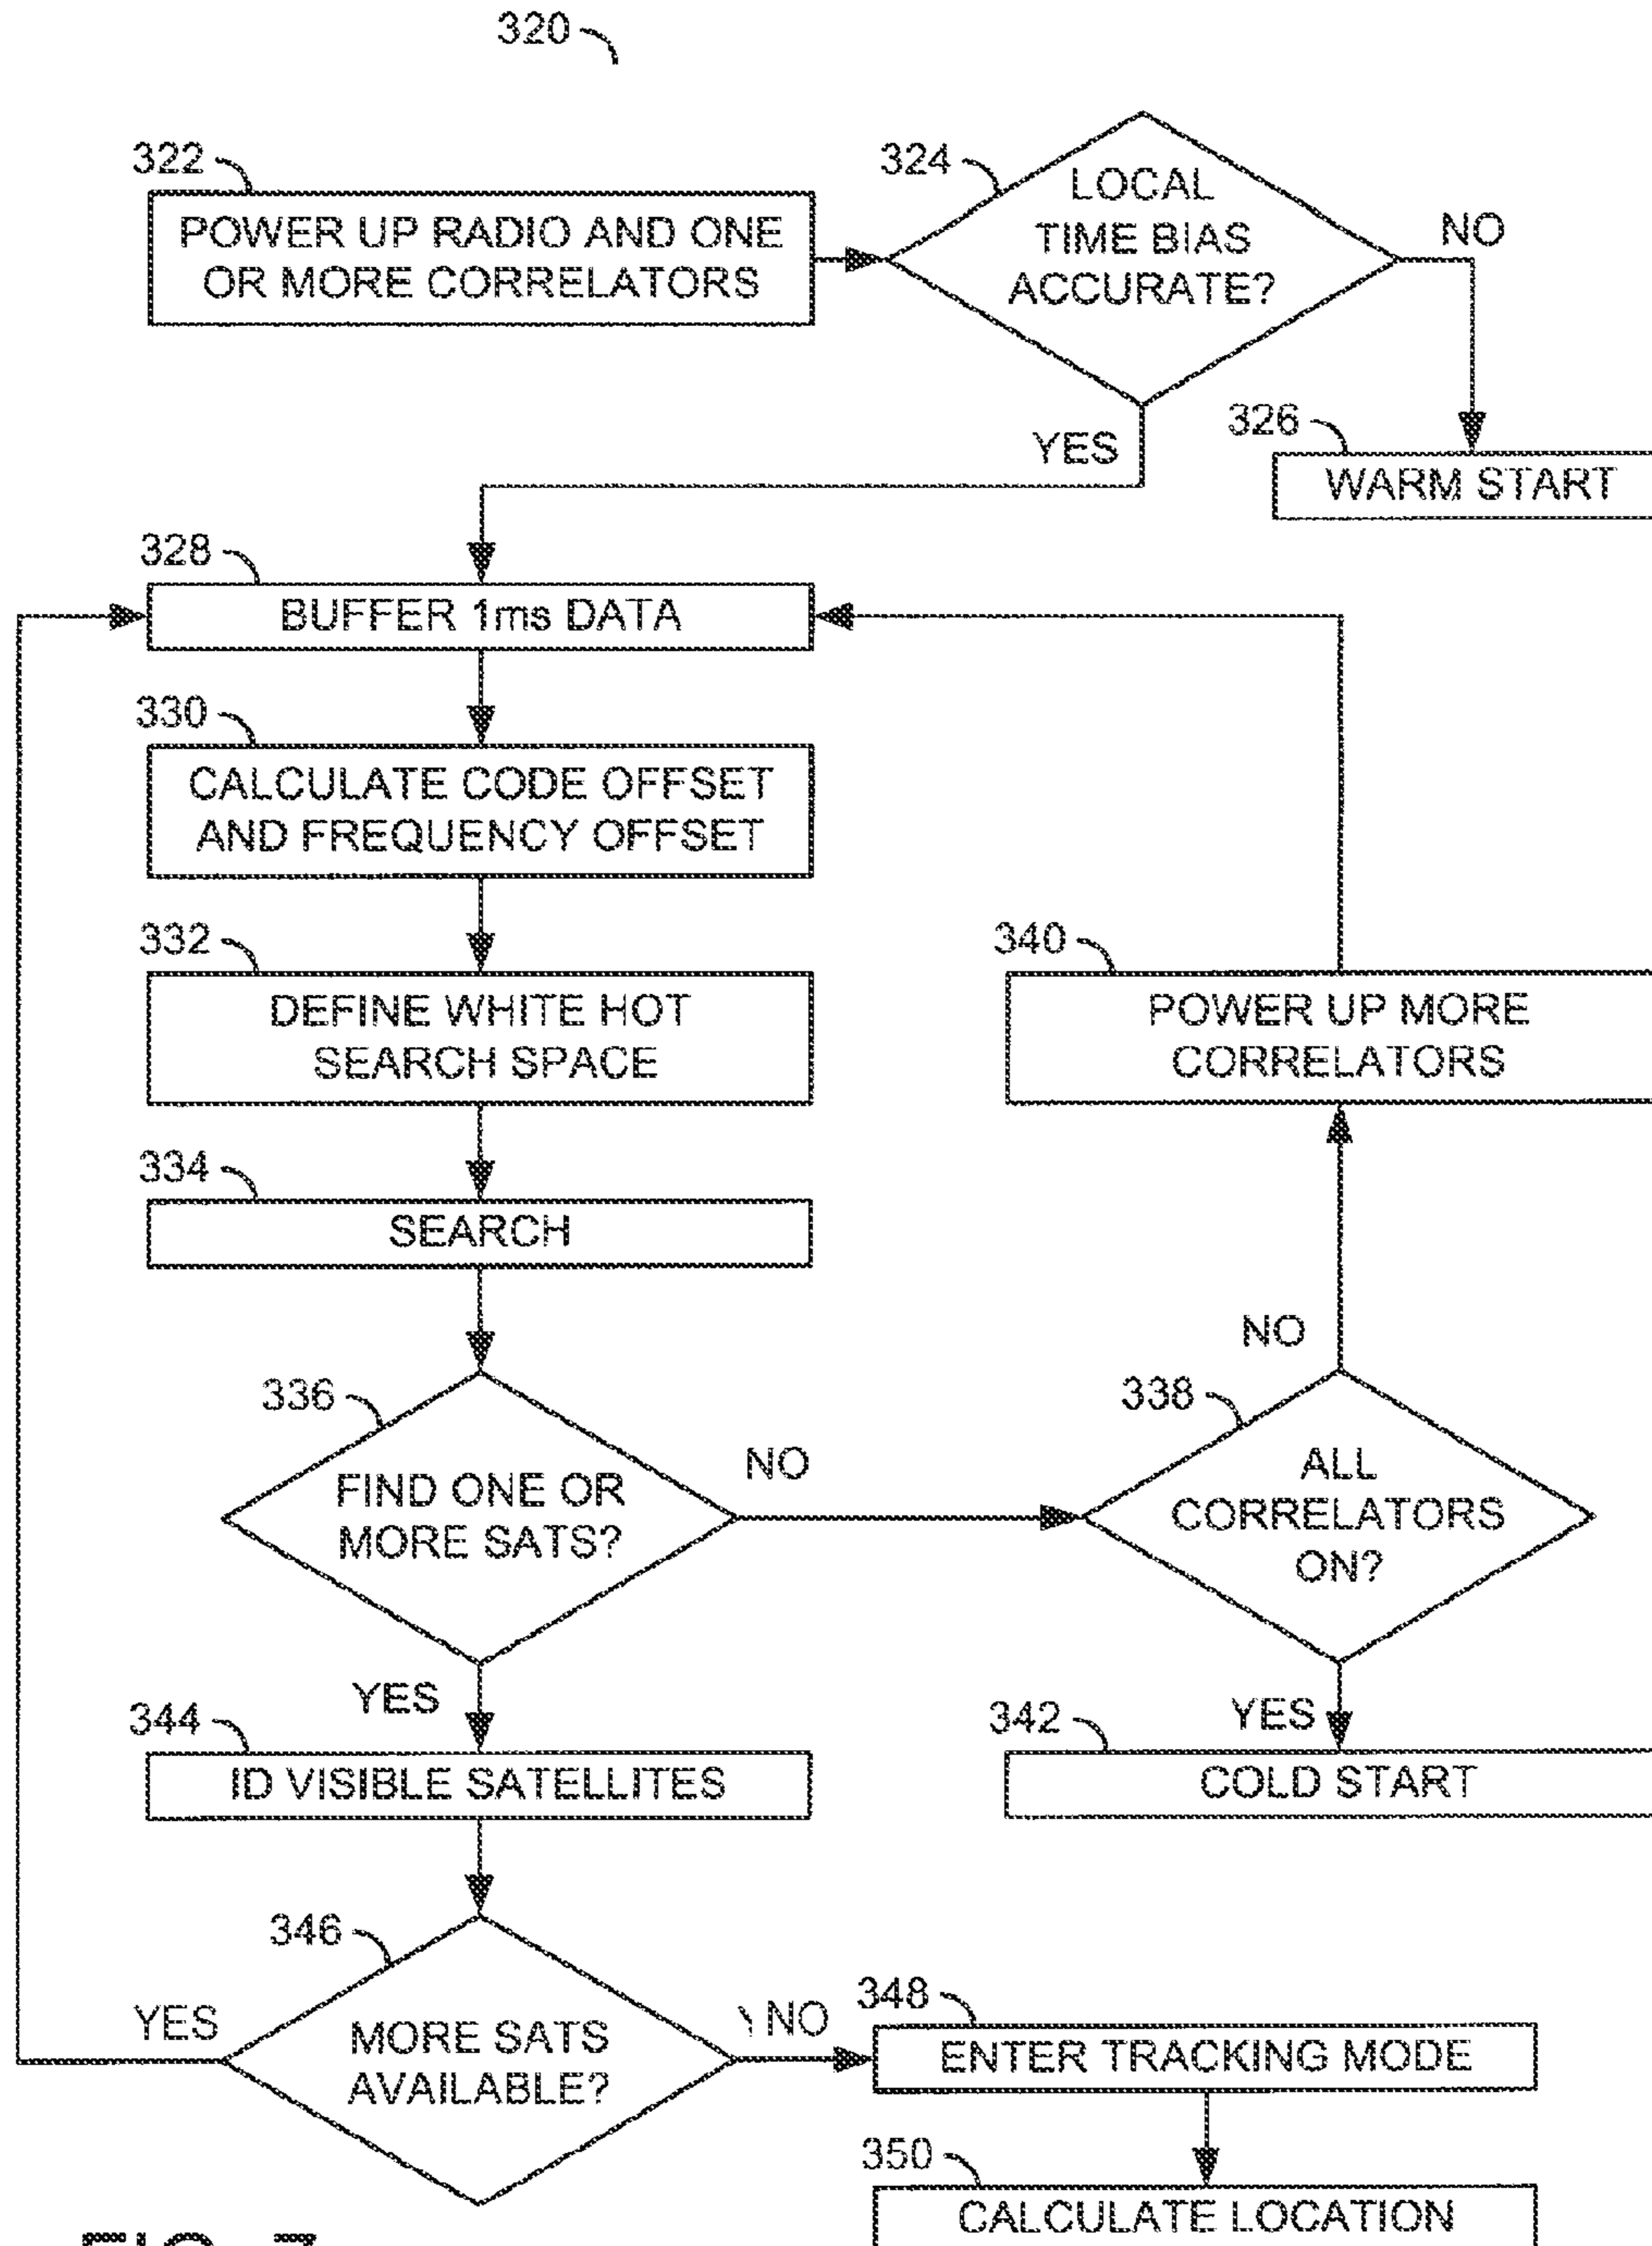 320
322
POWER UP RADIO AND ONE
OR MORE CORRELATORS
324
LOCAL
TIME BIAS
ACCURATE?
NO
YES
326
WARM START
328
BUFFER 1ms DATA
330
CALCULATE CODE OFFSET
AND FREQUENCY OFFSET
332
DEFINE WHITE HOT
SEARCH SPACE
340
POWER UP MORE
CORRELATORS
334
SEARCH
NO
336
FIND ONE OR
MORE SATS?
NO
338
ALL
CORRELATORS
ON?
YES
YES
344
ID VISIBLE SATELLITES
342
COLD START
346
MORE SATS
AVAILABLE?
YES
NO
348
ENTER TRACKING MODE
350
CALCULATE LOCATION